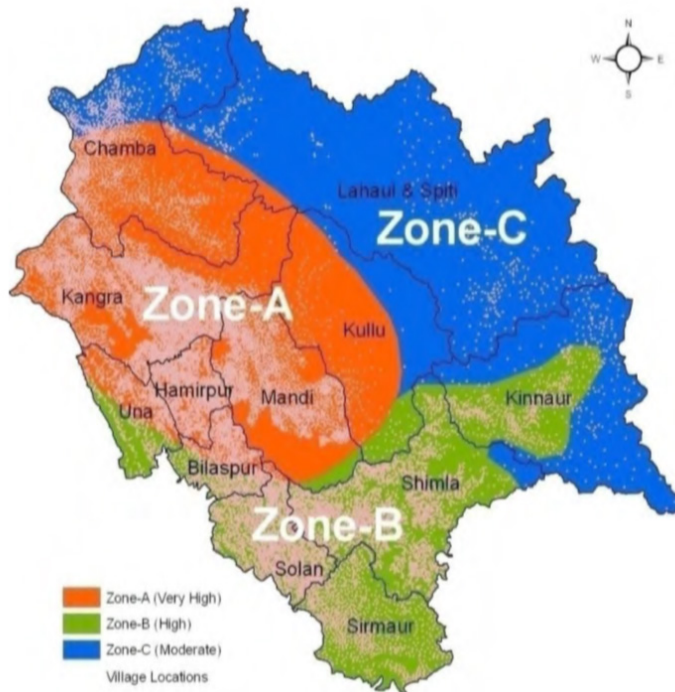 N
W E
S
Chamba
Lahaul & Spiti
Zone-C
Kangra
Zone-A
Kullu
Hamirpur
Mandi
Kinnaur
Una
Bilaspur
Shimla
Zone-B
Solan
Zone-A (Very High)
Zone-B (High)
Sirmaur
Zone-C (Moderate)
Village Locations